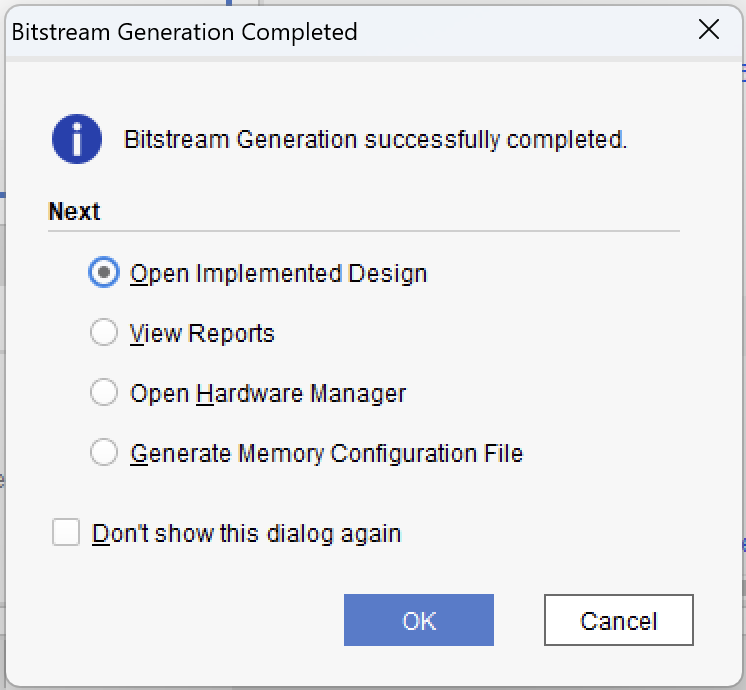 Bitstream Generation Completed
Bitstream Generation successfully completed.
Next
Open Implemented Design
View Reports
Open Hardware Manager
Generate Memory Configuration File
Don't show this dialog again
OK
Cancel